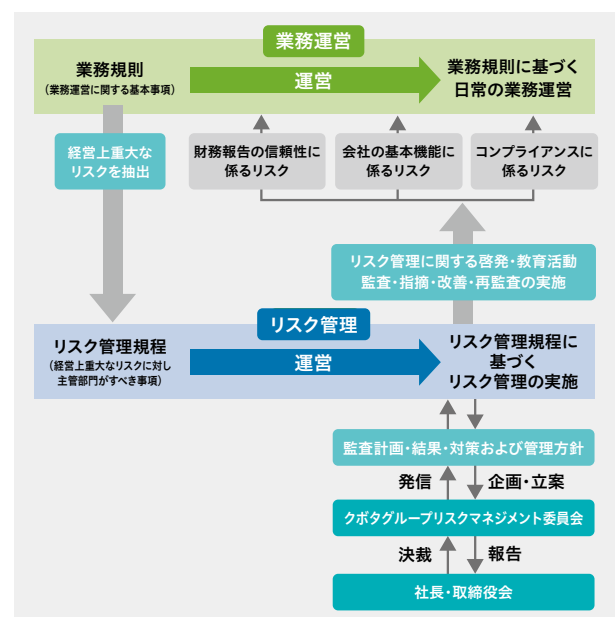 業務運営
業務規則
(業務運営に関する基本事項)
運営
業務規則に基づく
日常の業務運営
経営上重大な
リスクを抽出
財務報告の信頼性に
係るリスク
会社の基本機能に
係るリスク
コンプライアンスに
係るリスク
リスク管理に関する啓発・教育活動
監査・指摘・改善・再監査の実施
リスク管理
リスク管理規程
(経営上重大なリスクに対し
主管部門がすべき事項)
運営
リスク管理規程に
基づく
リスク管理の実施
監査計画・結果・対策および管理方針
発信
企画・立案
クボタグループリスクマネジメント委員会
決裁
報告
社長・取締役会